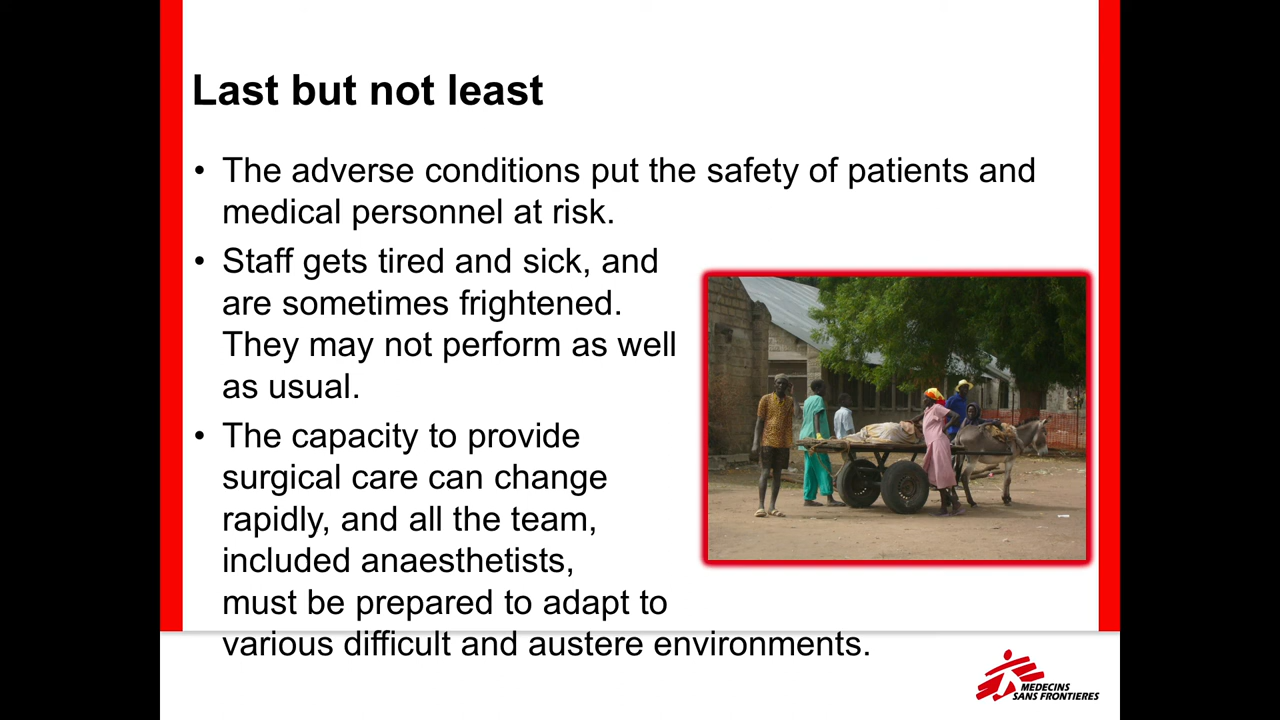 Last but not least
• The adverse conditions put the safety of patients and
medical personnel at risk.
• Staff gets tired and sick, and
are sometimes frightened.
They may not perform as well
as usual.
• The capacity to provide
surgical care can change
rapidly, and all the team,
included anaesthetists,
must be prepared to adapt to
various difficult and austere environments.
MEDECINS
SANS FRONTIERES